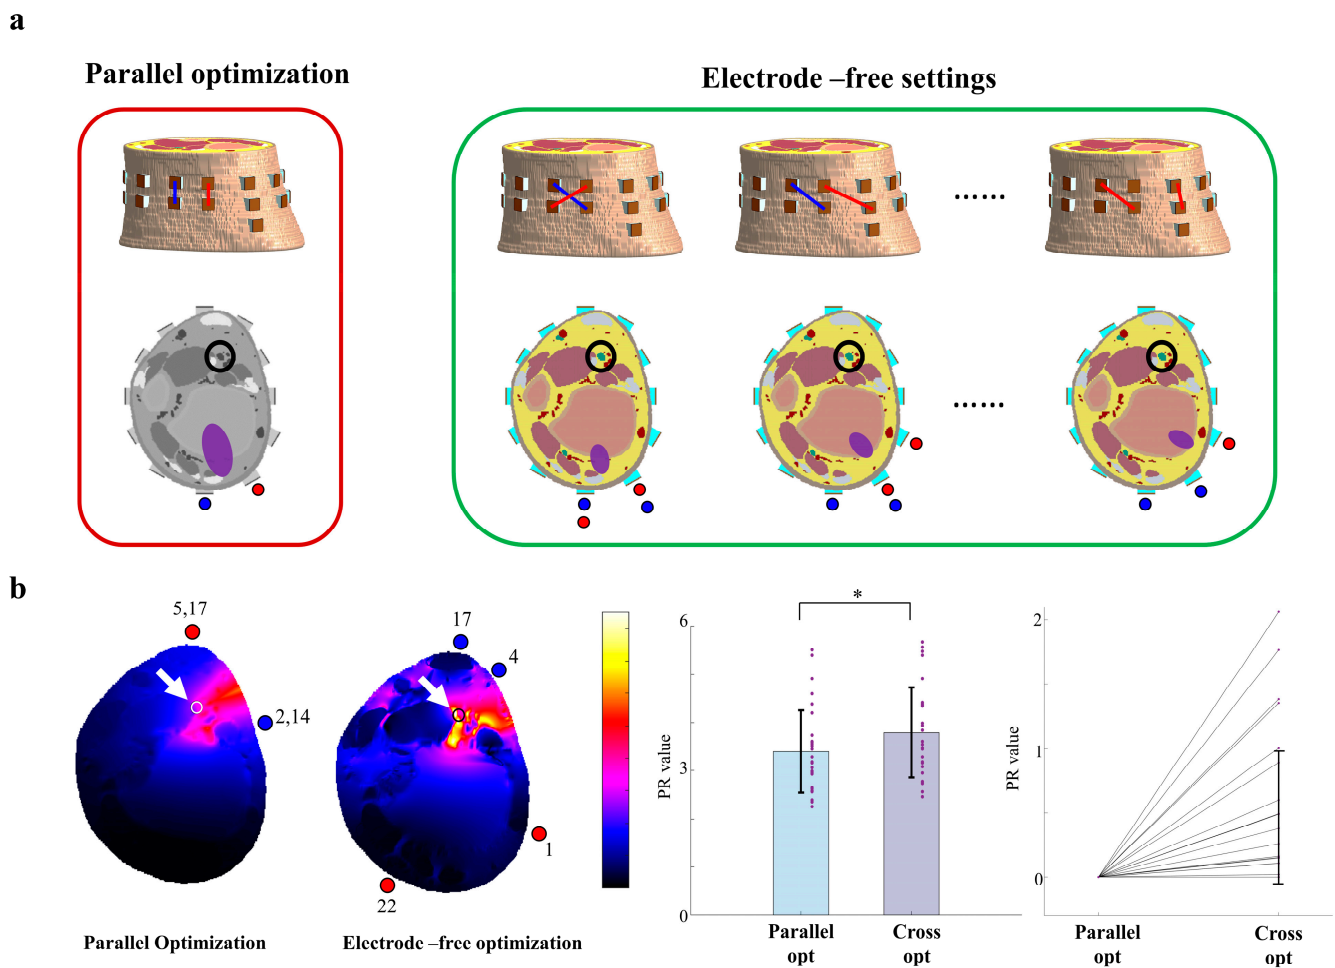 a
Parallel optimization
Electrode –free settings
......
......
b
5,17
2,14
17
4
1
22
Parallel Optimization
Electrode –free optimization
*
6
3
0
PR value
Parallel
opt
Cross
opt
2
1
0
PR value
Parallel
opt
Cross
opt